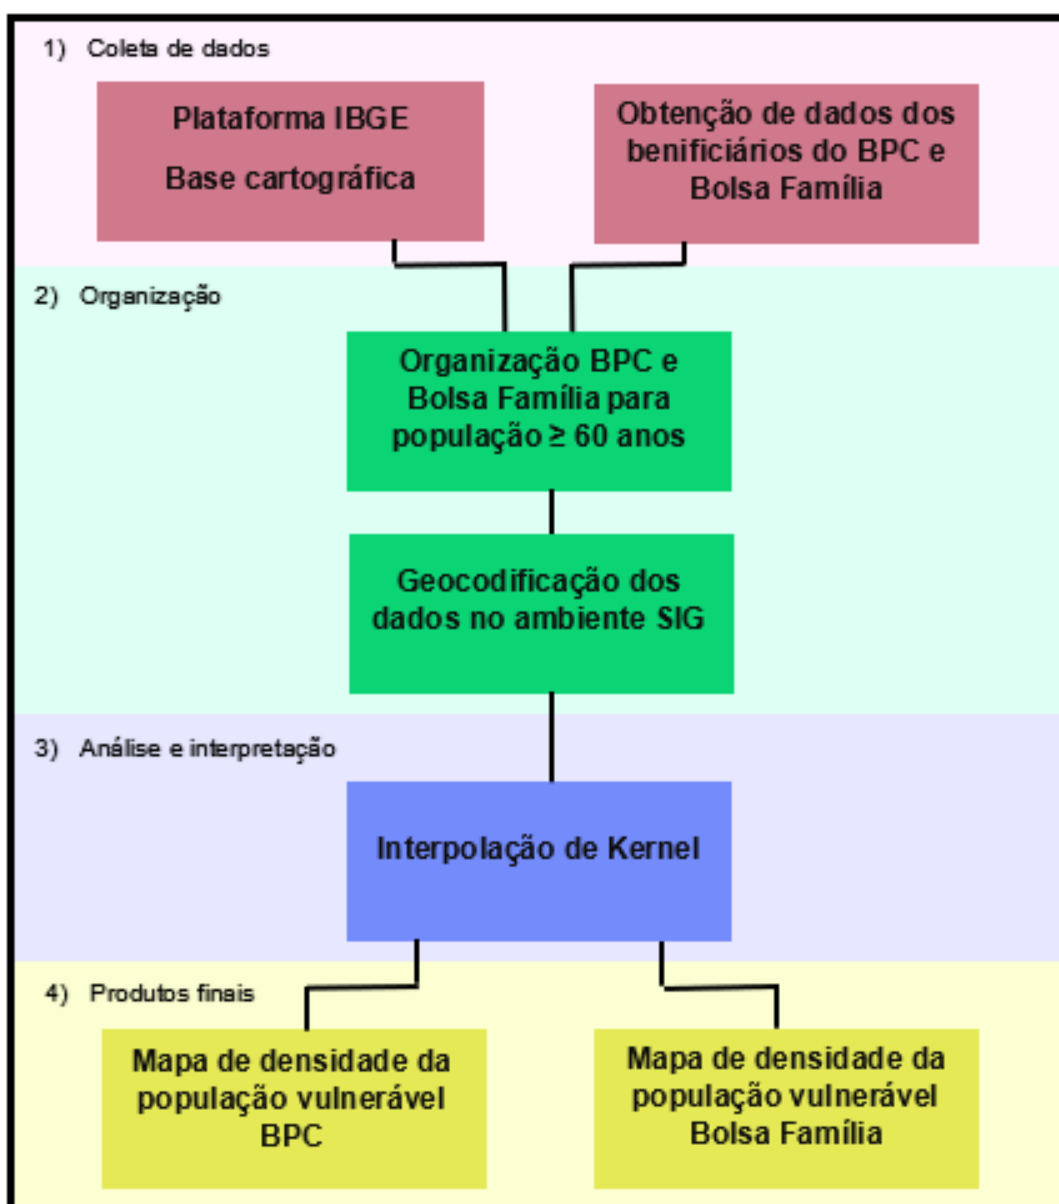 1) Coleta de dados
Plataforma IBGE
Base cartográfica
Obtenção de dados dos
benificiários do BPC e
Bolsa Família
2) Organização
Organização BPC e
Bolsa Família para
população ≥ 60 anos
Geocodificação dos
dados no ambiente SIG
3) Análise e interpretação
Interpolação de Kernel
4) Produtos finais
Mapa de densidade da
população vulnerável
BPC
Mapa de densidade da
população vulnerável
Bolsa Família